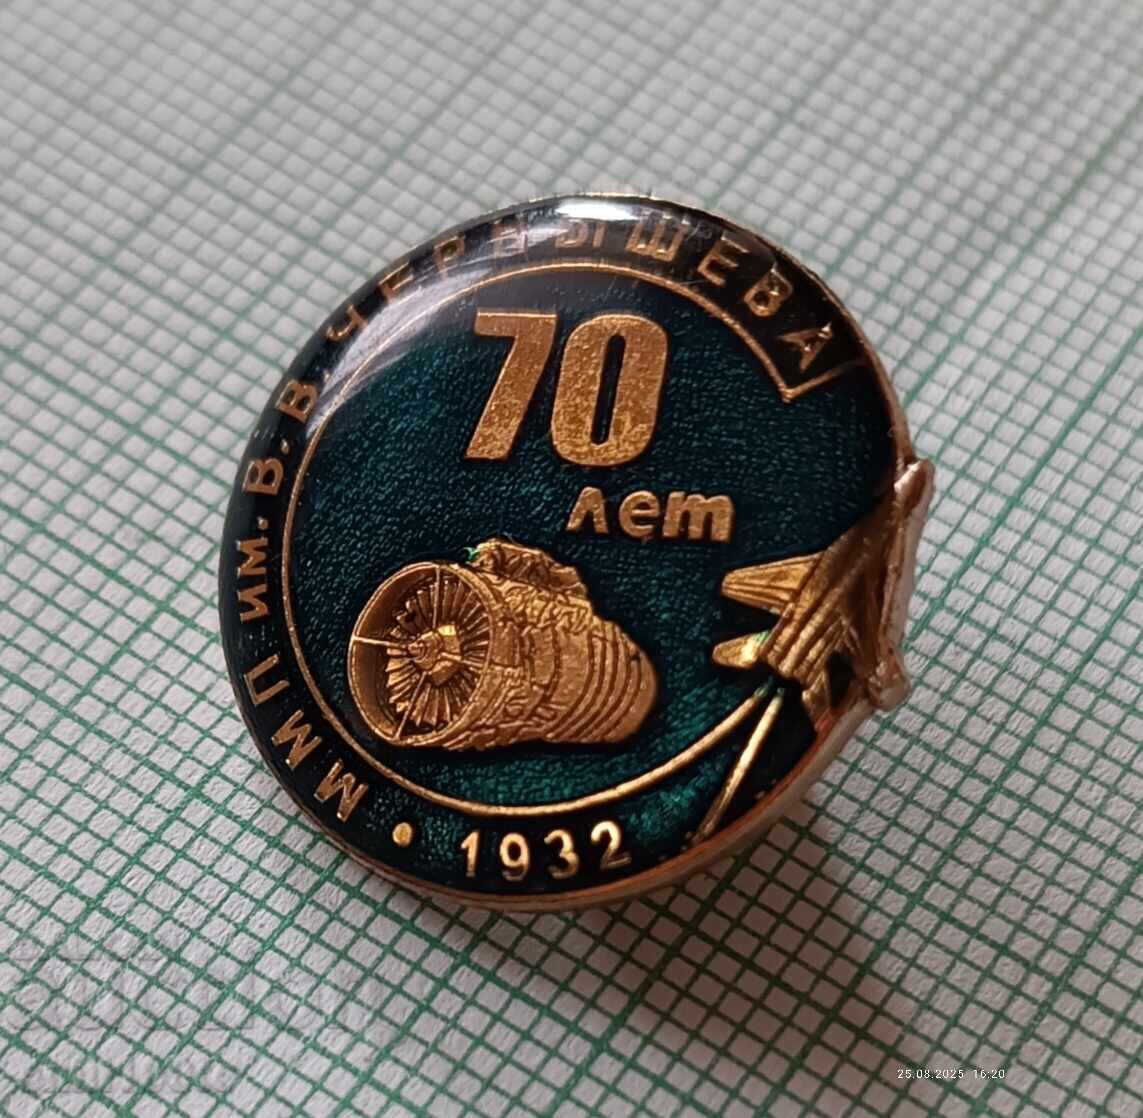 ММП им. В. В. ЧЕРНЫШЕВА
70
лет
• 1932
25.08.2025 16:20